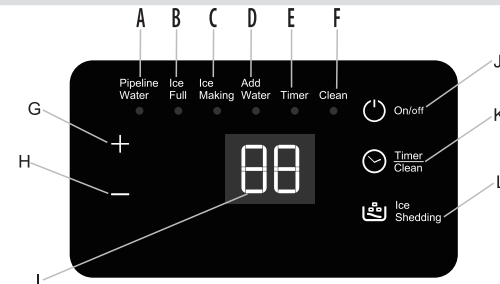 A B C D E F
Pipeline Water
Ice Full
Ice Making
Add Water
Timer
Clean
J
On/off
G
+
K
Timer
Clean
88
H
−
L
Ice
Shedding
I